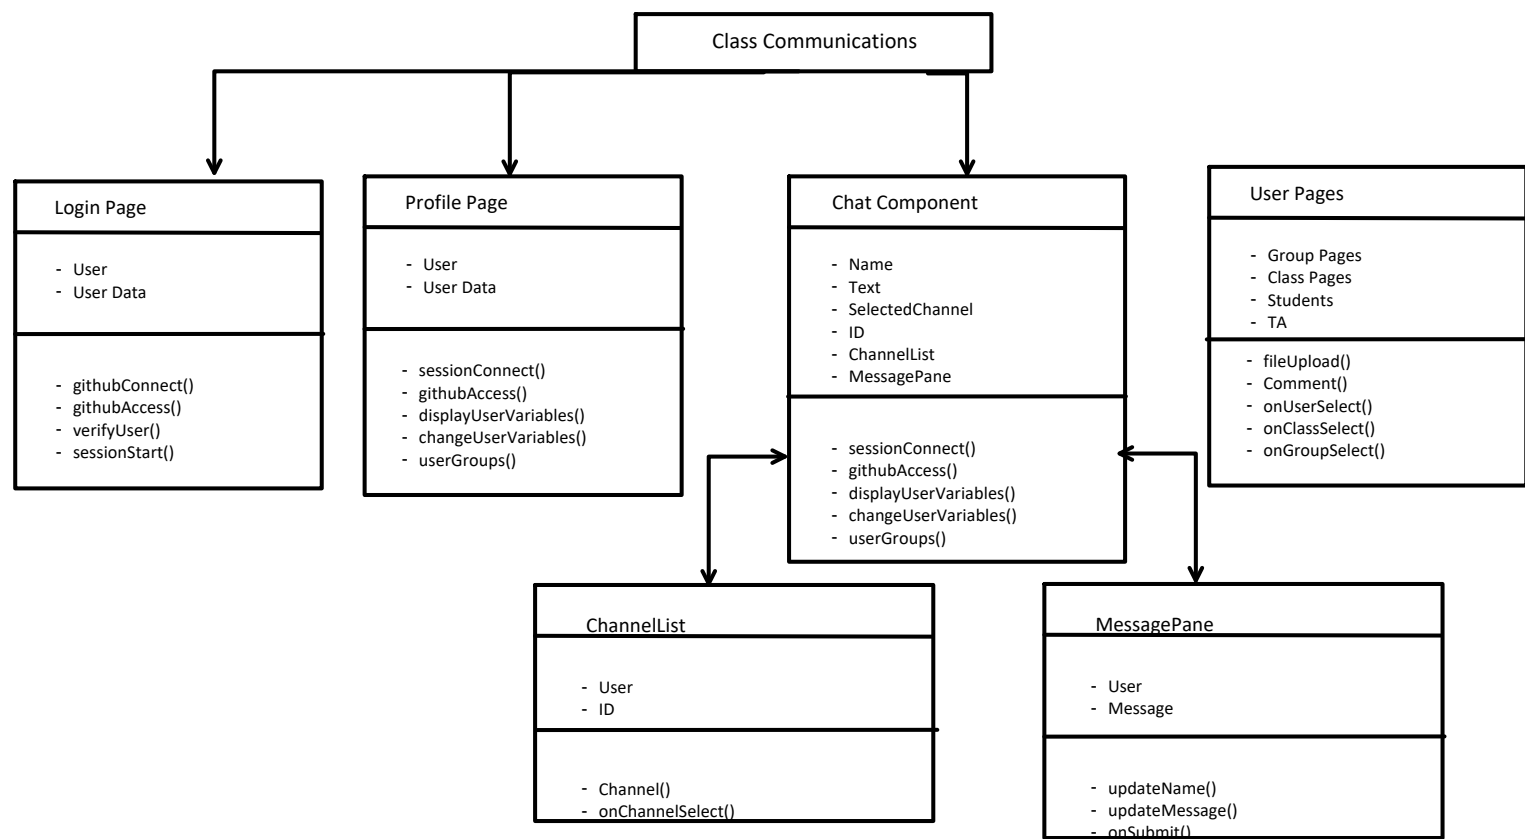 Class Communications
Login Page
- User
- User Data
- githubConnect()
- githubAccess()
- verifyUser()
- sessionStart()
Profile Page
- User
- User Data
- sessionConnect()
- githubAccess()
- displayUserVariables()
- changeUserVariables()
- userGroups()
Chat Component
- Name
- Text
- SelectedChannel
- ID
- ChannelList
- MessagePane
- sessionConnect()
- githubAccess()
- displayUserVariables()
- changeUserVariables()
- userGroups()
User Pages
- Group Pages
- Class Pages
- Students
- TA
- fileUpload()
- Comment()
- onUserSelect()
- onClassSelect()
- onGroupSelect()
ChannelList
- User
- ID
- Channel()
- onChannelSelect()
MessagePane
- User
- Message
- updateName()
- updateMessage()
- onSubmit()